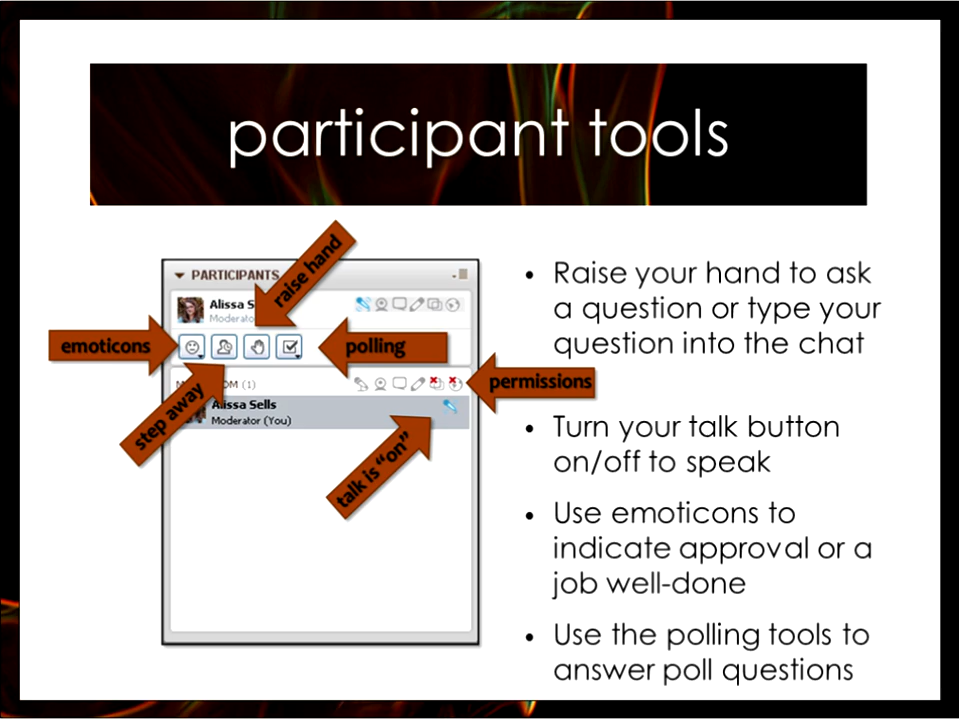 participant tools
raise hand
PARTICIPANTS
Alissa
emoticons
polling
permissions
(1)
step away
Alissa Sells
Moderator (You)
talk is "on"
• Raise your hand to ask
a question or type your
question into the chat
• Turn your talk button
on/off to speak
• Use emoticons to
indicate approval or a
job well-done
• Use the polling tools to
answer poll questions